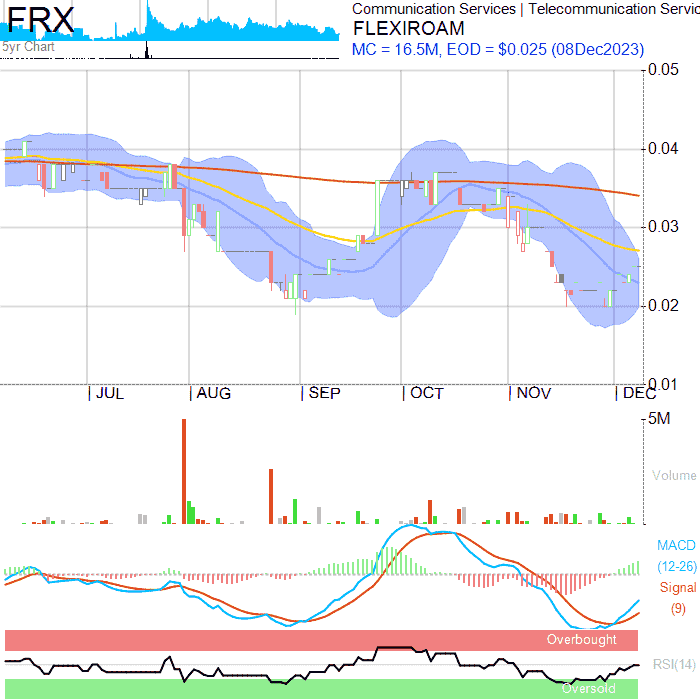 FRX
5yr Chart
Communication Services | Telecommunication Servic
FLEXIROAM
MC = 16.5M, EOD = $0.025 (08Dec2023)
0.05
0.04
0.03
0.02
0.01
JUL AUG SEP OCT NOV DEC
5M
Volume
MACD
(12-26)
Signal
(9)
Overbought
RSI(14)
Oversold